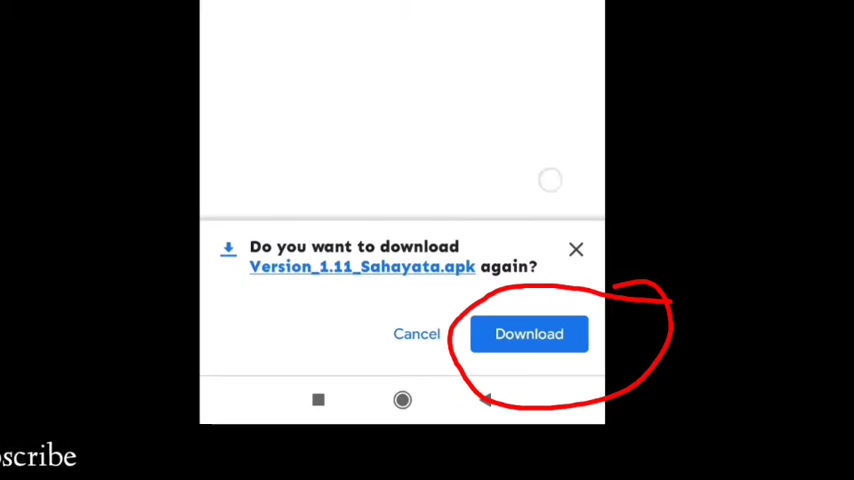 Do you want to download
Version_1.11_Sahayata.apk again?
Cancel
Download
scribe